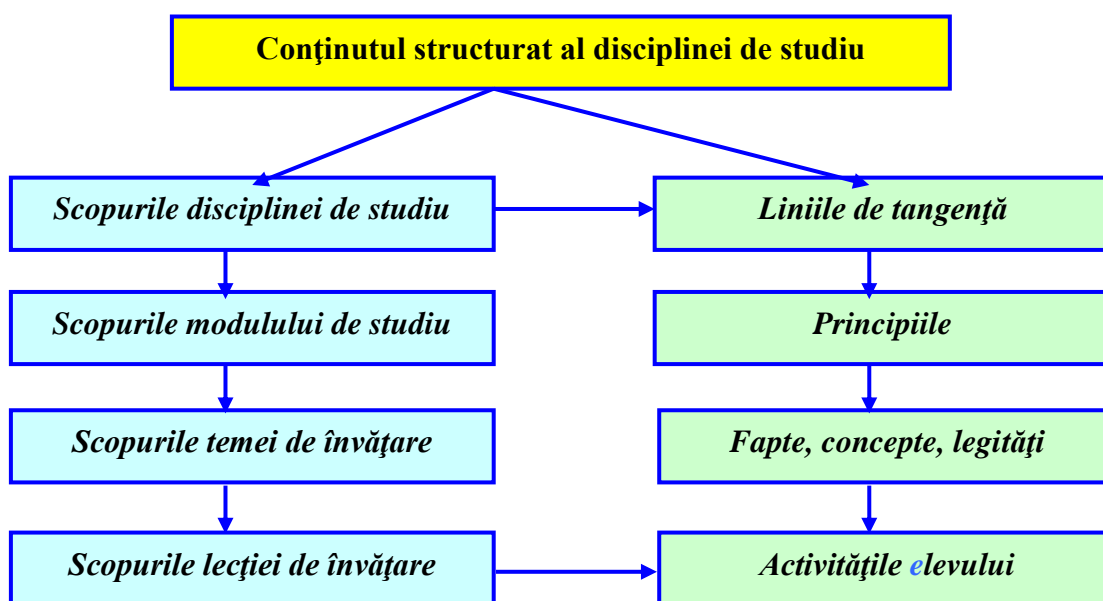 Conţinutul structurat al disciplinei de studiu
Scopurile disciplinei de studiu
Liniile de tangenţă
Scopurile modulului de studiu
Principiile
Scopurile temei de învăţare
Fapte, concepte, legităţi
Scopurile lecţiei de învăţare
Activităţile elevului